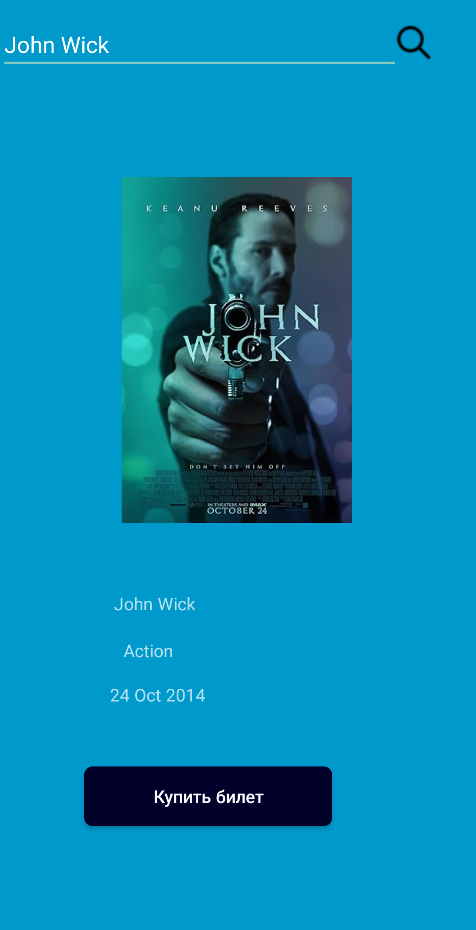 John Wick
KEANU REEVES
JOHN
WICK
DON'T SET HIM OFF
IN THEATERS AND IMAX
OCTOBER 24
John Wick
Action
24 Oct 2014
Купить билет